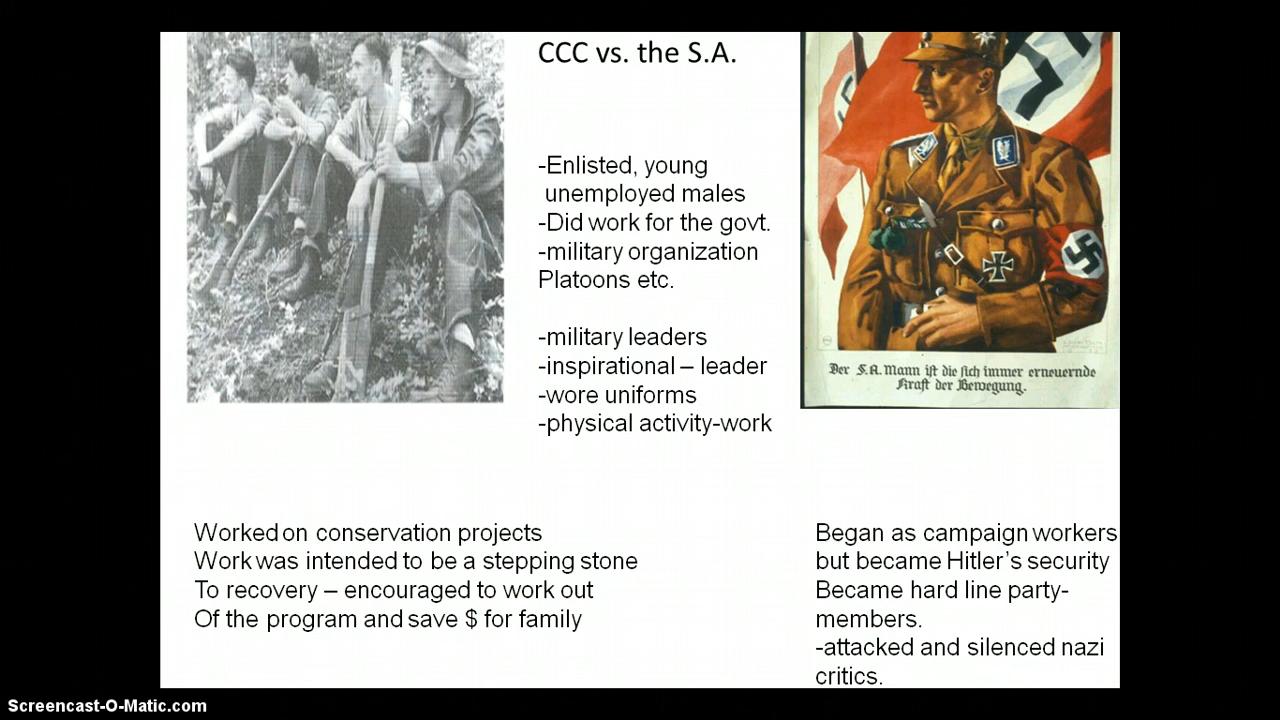 CCC vs. the S.A.
-Enlisted, young
unemployed males
-Did work for the govt.
-military organization
Platoons etc.
-military leaders
-inspirational – leader
-wore uniforms
-physical activity-work
Der S.A. Mann ist die sich immer erneuernde
Kraft der Bewegung.
Worked on conservation projects
Work was intended to be a stepping stone
To recovery – encouraged to work out
Of the program and save $ for family
Began as campaign workers
but became Hitler's security
Became hard line party-
members.
-attacked and silenced nazi
critics.
Screencast-O-Matic.com